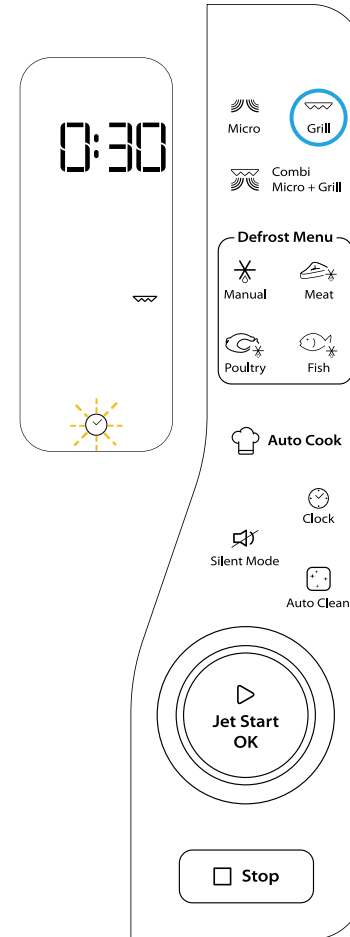 0:30
Micro
Grill
Combi
Micro + Grill
Defrost Menu
Manual
Meat
Poultry
Fish
Auto Cook
Clock
Silent Mode
Auto Clean
Jet Start
OK
Stop